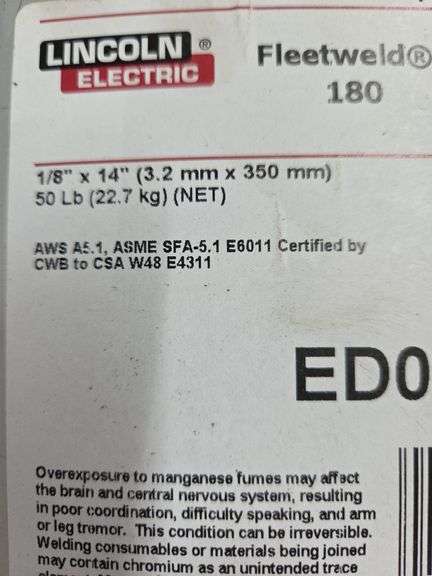 LINCOLN ®
ELECTRIC
Fleetweld®
180
1/8" x 14" (3.2 mm x 350 mm)
50 Lb (22.7 kg) (NET)
AWS A5.1, ASME SFA-5.1 E6011 Certified by
CWB to CSA W48 E4311
ED0
Overexposure to manganese fumes may affect
the brain and central nervous system, resulting
in poor coordination, difficulty speaking, and arm
or leg tremor. This condition can be irreversible.
Welding consumables or materials being joined
may contain chromium as an unintended trace